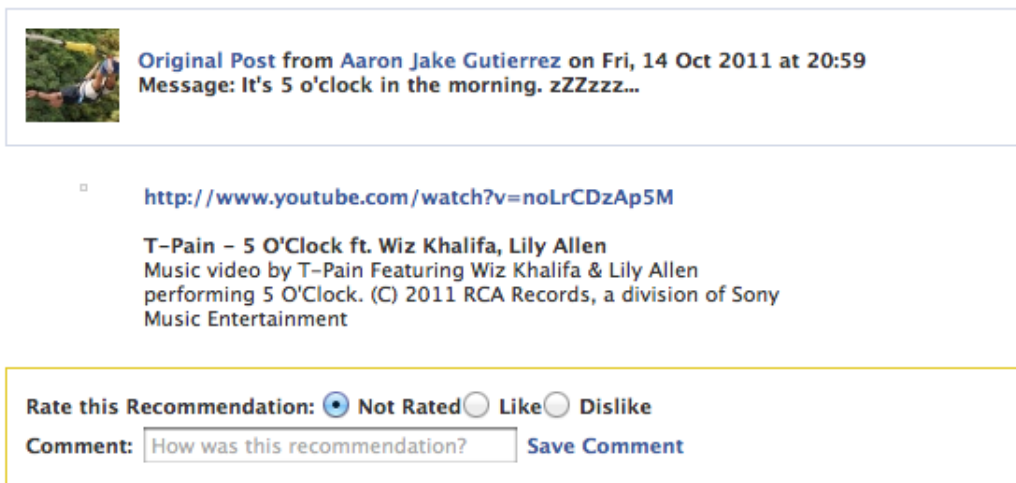 Original Post from Aaron Jake Gutierrez on Fri, 14 Oct 2011 at 20:59
Message: It's 5 o'clock in the morning. zZZzzz...
http://www.youtube.com/watch?v=noLrCDzAp5M
T-Pain - 5 O'Clock ft. Wiz Khalifa, Lily Allen
Music video by T-Pain Featuring Wiz Khalifa & Lily Allen
performing 5 O'Clock. (C) 2011 RCA Records, a division of Sony
Music Entertainment
Rate this Recommendation: Not Rated Like Dislike
Comment: How was this recommendation? Save Comment